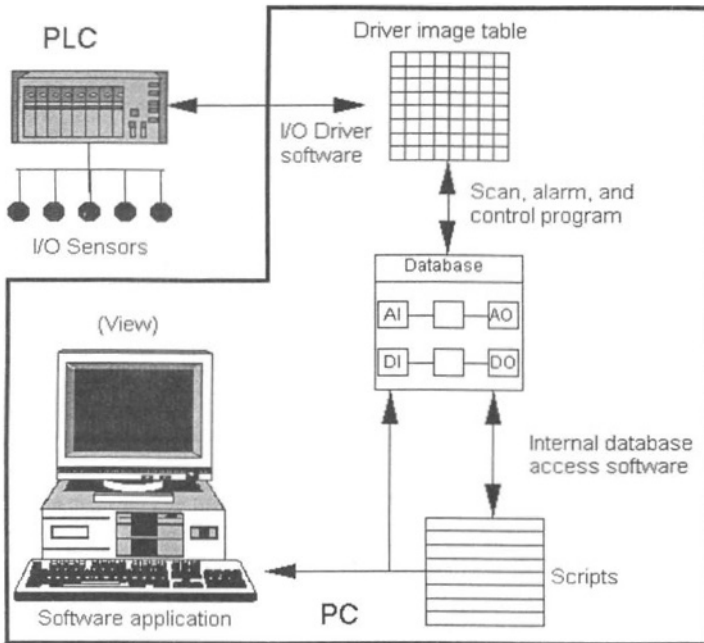 PLC
Driver image table
I/O Driver
software
I/O Sensors
Scan, alarm, and
control program
Database
AI
AO
DI
DO
(View)
Internal database
access software
Scripts
Software application
PC